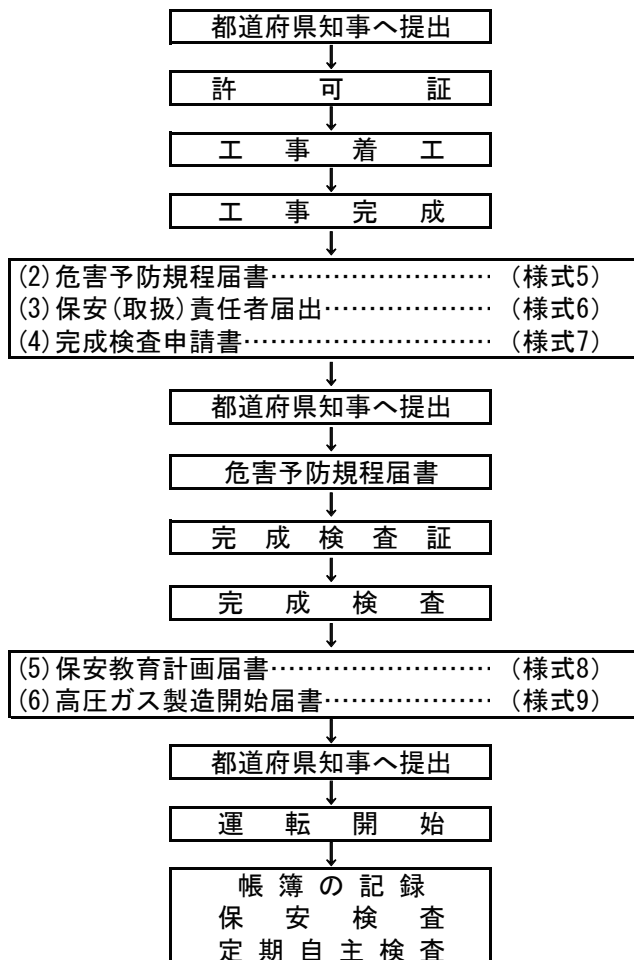 都道府県知事へ提出
↓
許可証
↓
工事着工
↓
工事完成
↓
(2)危害予防規程届書……………………(様式5)
(3)保安(取扱)責任者届出………………(様式6)
(4)完成検査申請書………………………(様式7)
↓
都道府県知事へ提出
↓
危害予防規程届書
↓
完成検査証
↓
完成検査
↓
(5)保安教育計画届書……………………(様式8)
(6)高圧ガス製造開始届書………………(様式9)
↓
都道府県知事へ提出
↓
運転開始
↓
帳簿の記録
保安検査
定期自主検査